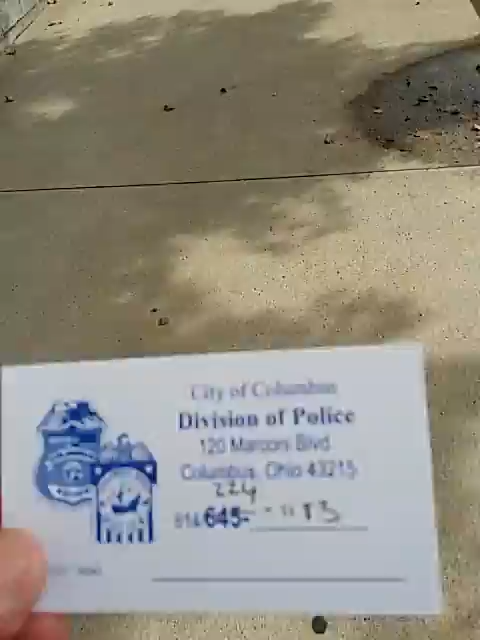 City of Columbus
Division of Police
120 Marconi Blvd.
Columbus, Ohio 43215
224
614 645-